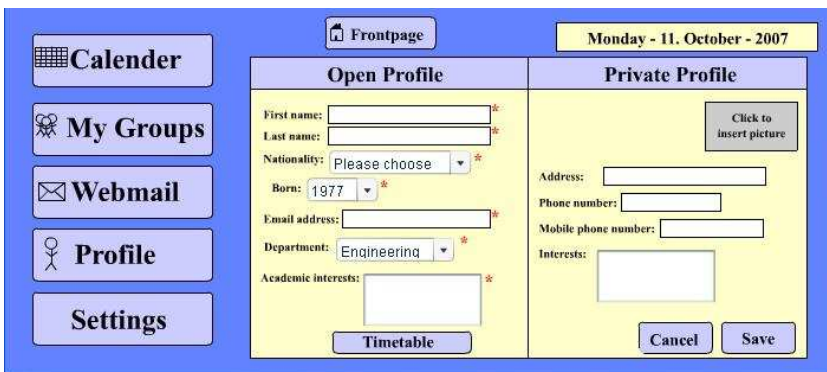 Frontpage
Monday - 11. October - 2007
Calender
My Groups
Webmail
Profile
Settings
Open Profile
First name: *
Last name: *
Nationality: Please choose *
Born: 1977 *
Email address: *
Department: Engineering *
Academic interests: *
Timetable
Private Profile
Click to
insert picture
Address:
Phone number:
Mobile phone number:
Interests:
Cancel
Save